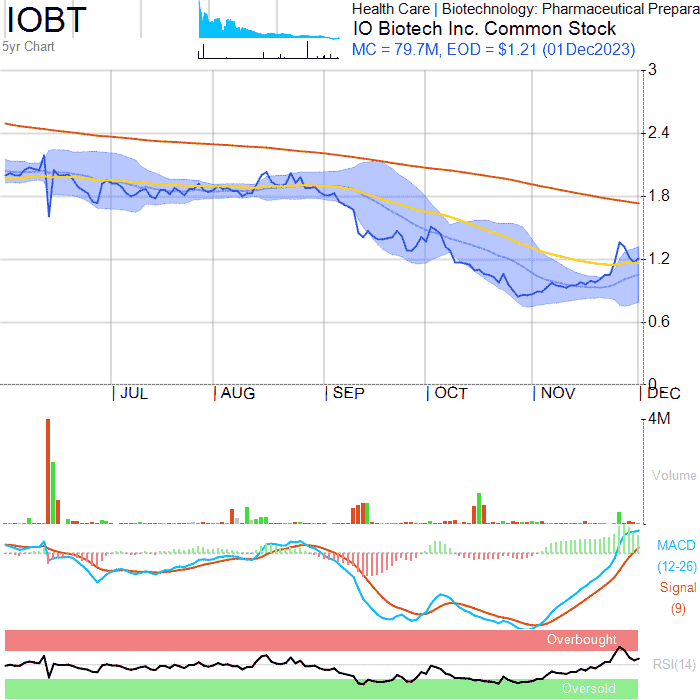 IOBT
5yr Chart
Health Care | Biotechnology: Pharmaceutical Prepara
IO Biotech Inc. Common Stock
MC = 79.7M, EOD = $1.21 (01Dec2023)
3
2.4
1.8
1.2
0.6
0
| JUL
| AUG
| SEP
| OCT
| NOV
| DEC
4M
Volume
MACD
(12-26)
Signal
(9)
Overbought
RSI(14)
Oversold